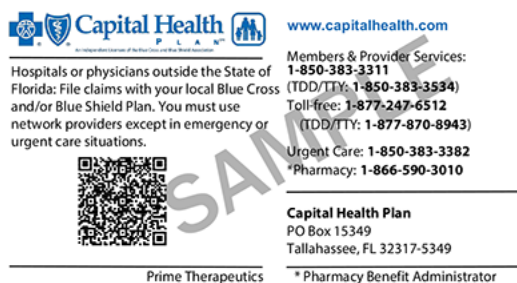 Capital Health
PLAN
An Independent Licensee of the Blue Cross and Blue Shield Association
Hospitals or physicians outside the State of
Florida: File claims with your local Blue Cross
and/or Blue Shield Plan. You must use
network providers except in emergency or
urgent care situations.
Prime Therapeutics
www.capitalhealth.com
Members & Provider Services:
1-850-383-3311
(TDD/TTY: 1-850-383-3534)
Toll-free: 1-877-247-6512
(TDD/TTY: 1-877-870-8943)
Urgent Care: 1-850-383-3382
*Pharmacy: 1-866-590-3010
Capital Health Plan
PO Box 15349
Tallahassee, FL 32317-5349
* Pharmacy Benefit Administrator
SAMPLE